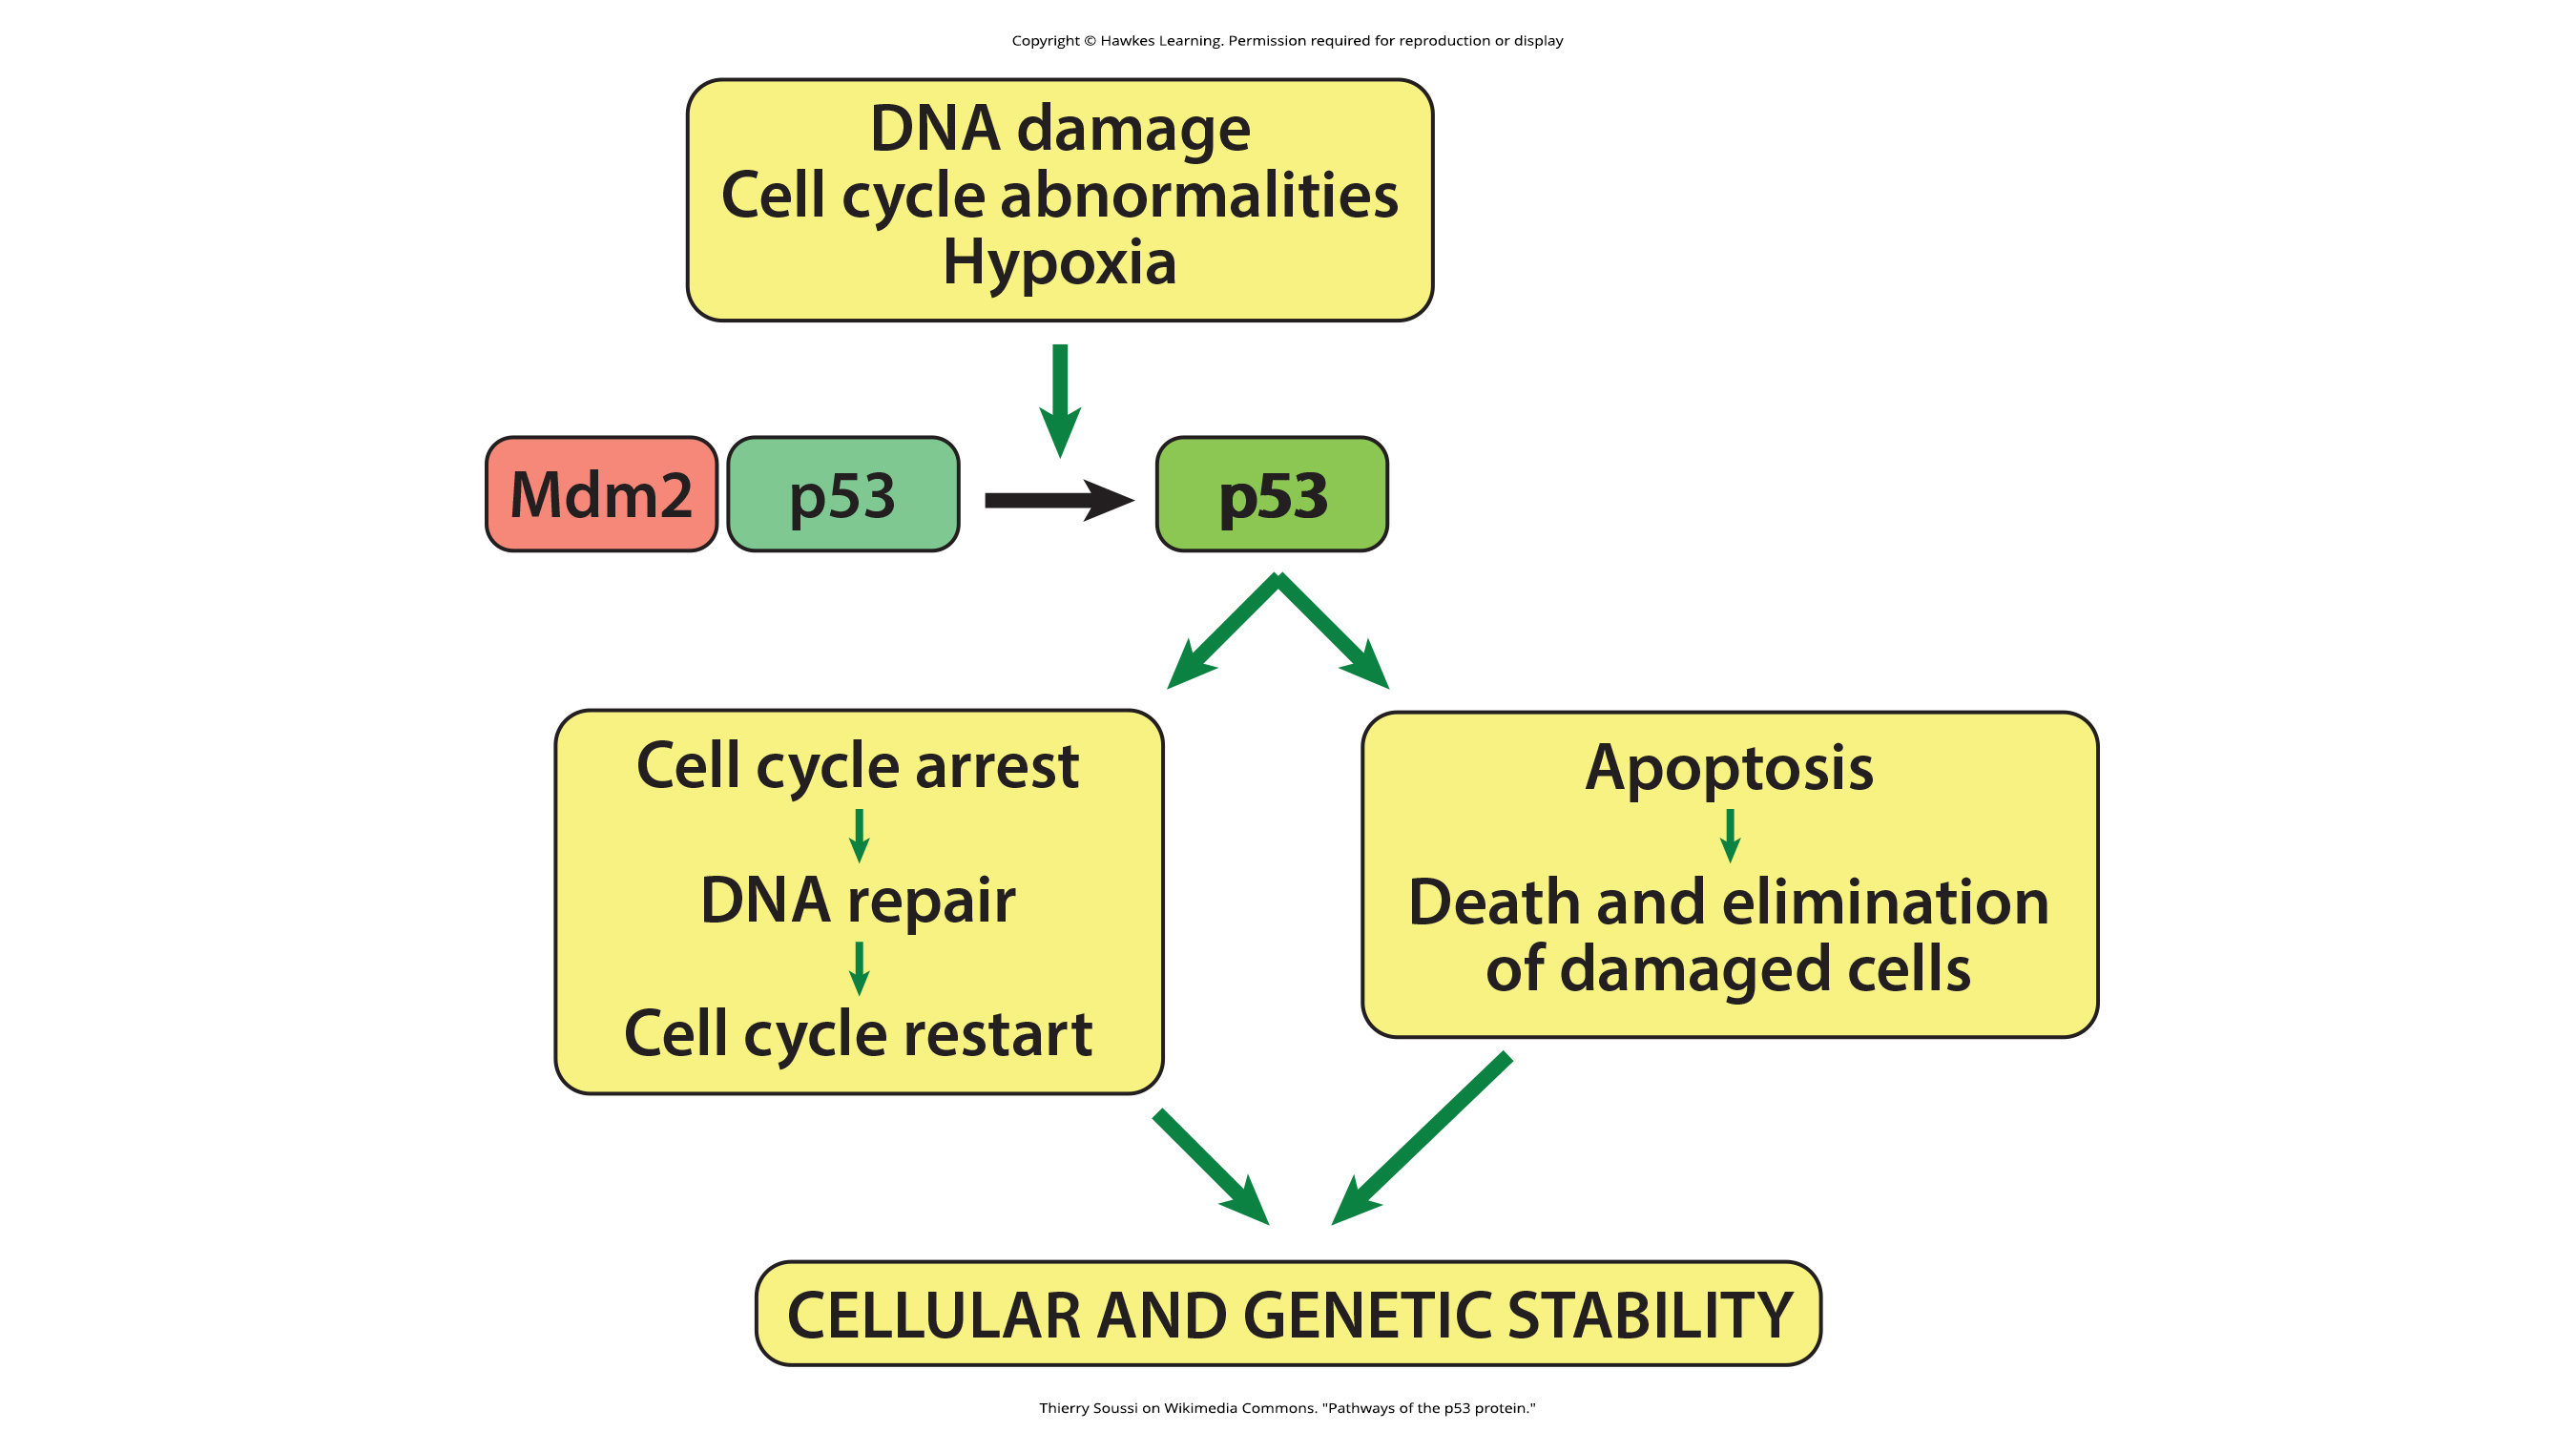 Copyright © Hawkes Learning. Permission required for reproduction or display
DNA damage
Cell cycle abnormalities
Hypoxia
Mdm2
p53
p53
Cell cycle arrest
DNA repair
Cell cycle restart
Apoptosis
Death and elimination
of damaged cells
CELLULAR AND GENETIC STABILITY
Thierry Soussi on Wikimedia Commons. "Pathways of the p53 protein."